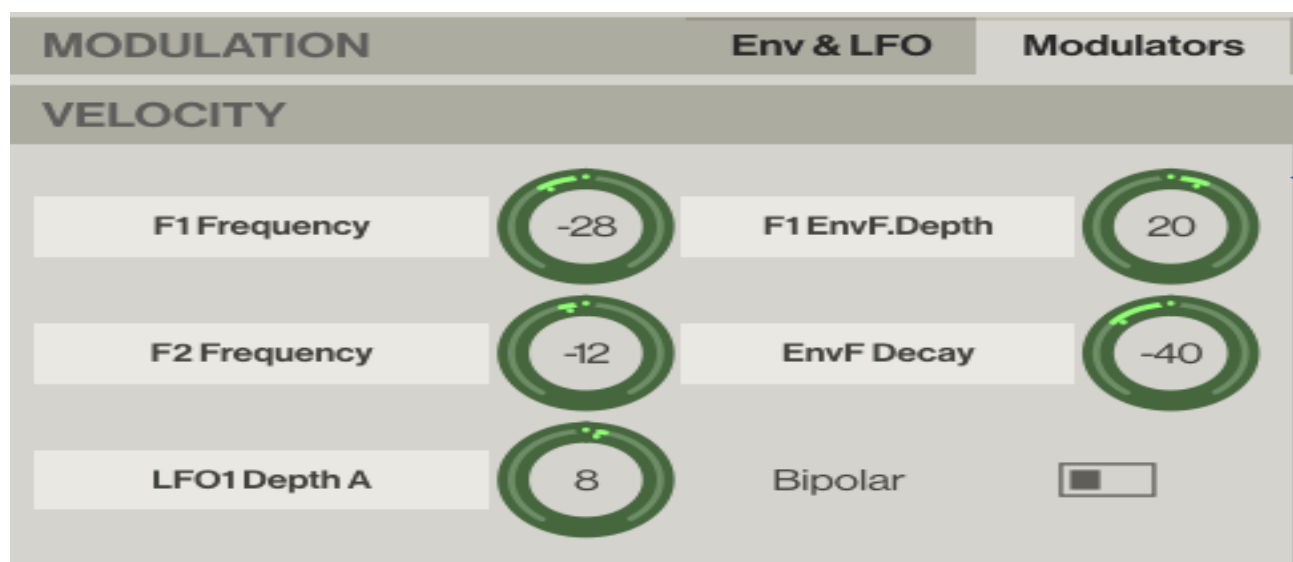 MODULATION Env & LFO Modulators
VELOCITY
F1 Frequency -28 F1 EnvF.Depth 20
F2 Frequency -12 EnvF Decay -40
LFO1 Depth A 8 Bipolar